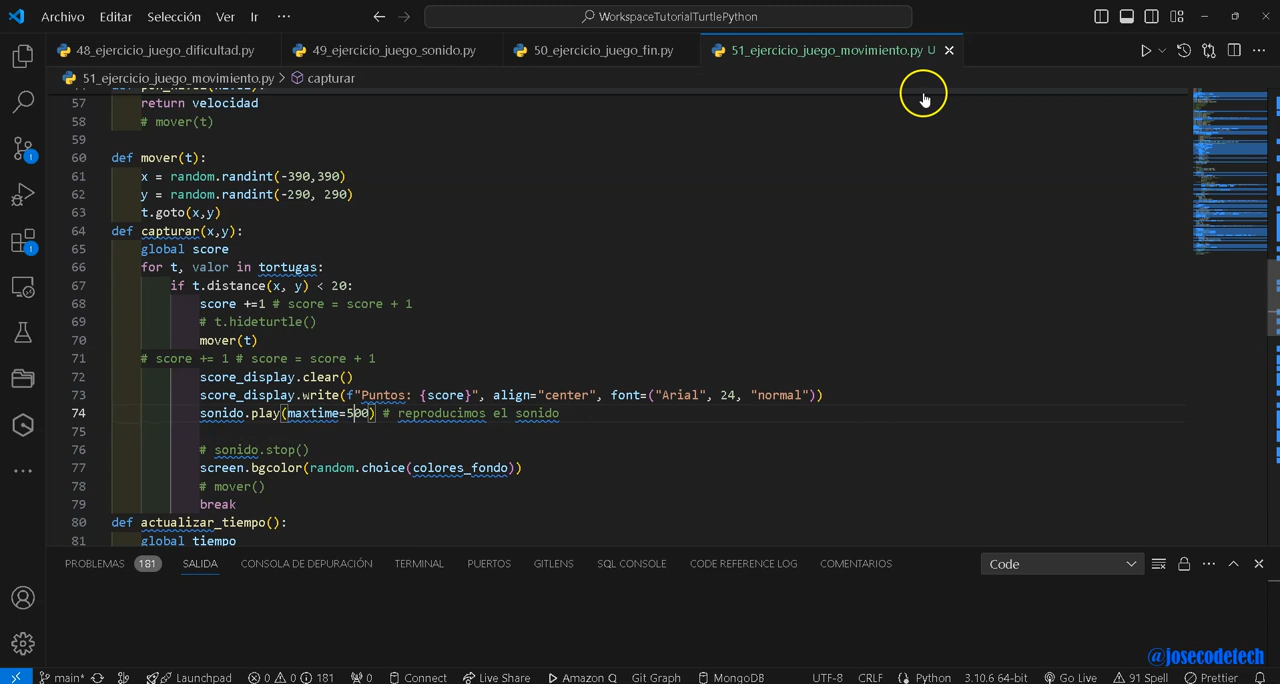 Archivo Editar Selección Ver Ir ··· WorkspaceTutorialTurtlePython
48_ejercicio_juego_dificultad.py 49_ejercicio_juego_sonido.py 50_ejercicio_juego_fin.py 51_ejercicio_juego_movimiento.py U
51_ejercicio_juego_movimiento.py > capturar
57 return velocidad
58 # mover(t)
59
60 def mover(t):
61 x = random.randint(-390,390)
62 y = random.randint(-290, 290)
63 t.goto(x,y)
64 def capturar(x,y):
65 global score
66 for t, valor in tortugas:
67 if t.distance(x, y) < 20:
68 score +=1 # score = score + 1
69 # t.hideturtle()
70 mover(t)
71 # score += 1 # score = score + 1
72 score_display.clear()
73 score_display.write(f"Puntos: {score}", align="center", font=("Arial", 24, "normal"))
74 sonido.play(maxtime=500) # reproducimos el sonido
75
76 # sonido.stop()
77 screen.bgcolor(random.choice(colores_fondo))
78 # mover()
79 break
80 def actualizar_tiempo():
81 global tiempo
PROBLEMAS 181 SALIDA CONSOLA DE DEPURACIÓN TERMINAL PUERTOS GITLENS SQL CONSOLE CODE REFERENCE LOG COMENTARIOS Code
@josecodetech
main* Launchpad 0 0 181 0 Connect Live Share Amazon Q Git Graph MongoDB UTF-8 CRLF Python 3.10.6 64-bit Go Live 91 Spell Prettier